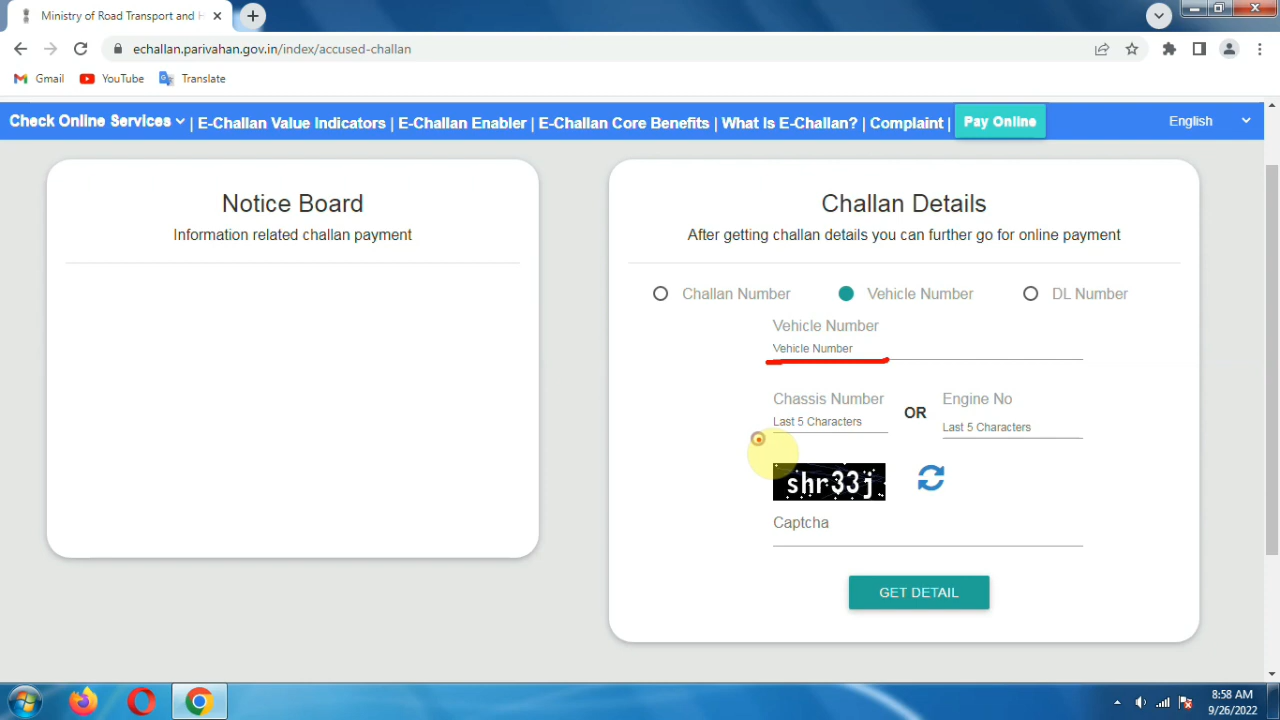 Ministry of Road Transport and H
echallan.parivahan.gov.in/index/accused-challan
Gmail YouTube Translate
Check Online Services | E-Challan Value Indicators | E-Challan Enabler | E-Challan Core Benefits | What Is E-Challan? | Complaint | Pay Online English
Notice Board
Information related challan payment
Challan Details
After getting challan details you can further go for online payment
Challan Number Vehicle Number DL Number
Vehicle Number
Vehicle Number
Chassis Number OR Engine No
Last 5 Characters Last 5 Characters
shr33j
Captcha
GET DETAIL
8:58 AM
9/26/2022